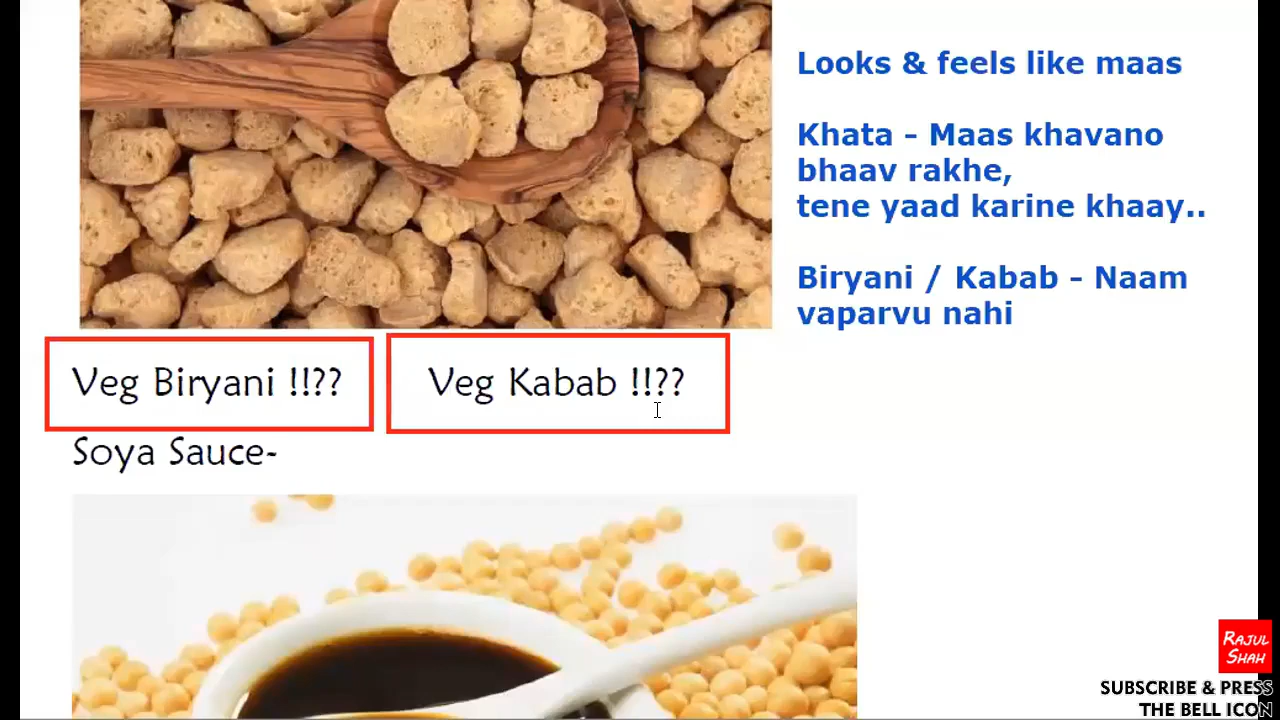 Looks & feels like maas
Khata - Maas khavano
bhaav rakhe,
tene yaad karine khaay..
Biryani / Kabab - Naam
vaparvu nahi
Veg Biryani !!??
Veg Kabab !!??
Soya Sauce-
RAJUL
SHAH
SUBSCRIBE & PRESS
THE BELL ICON